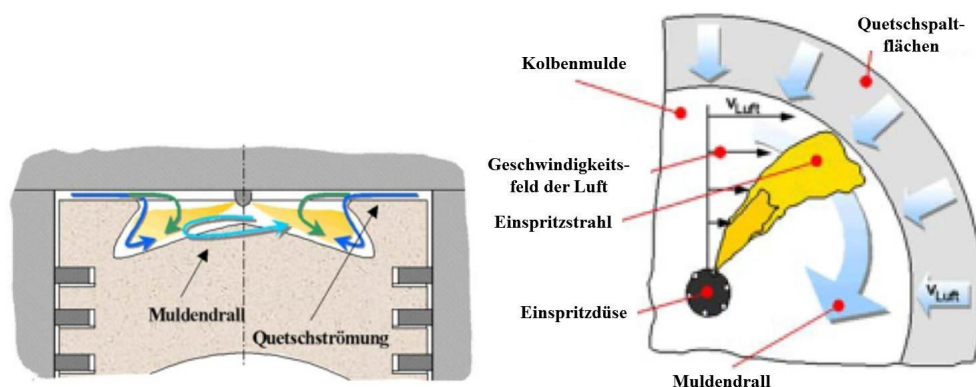 Muldendrall
Quetschströmung
Quetschspalt-
flächen
Kolbenmulde
vLuft
Geschwindigkeits-
feld der Luft
Einspritzstrahl
Einspritzdüse
vLuft
Muldendrall